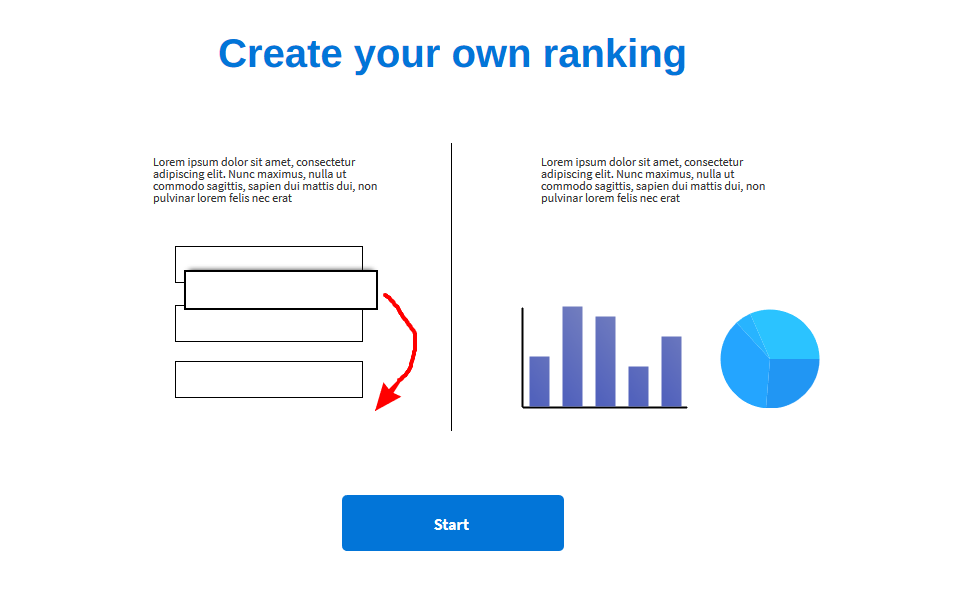 Create your own ranking
Lorem ipsum dolor sit amet, consectetur
adipiscing elit. Nunc maximus, nulla ut
commodo sagittis, sapien dui mattis dui, non
pulvinar lorem felis nec erat
Lorem ipsum dolor sit amet, consectetur
adipiscing elit. Nunc maximus, nulla ut
commodo sagittis, sapien dui mattis dui, non
pulvinar lorem felis nec erat
Start